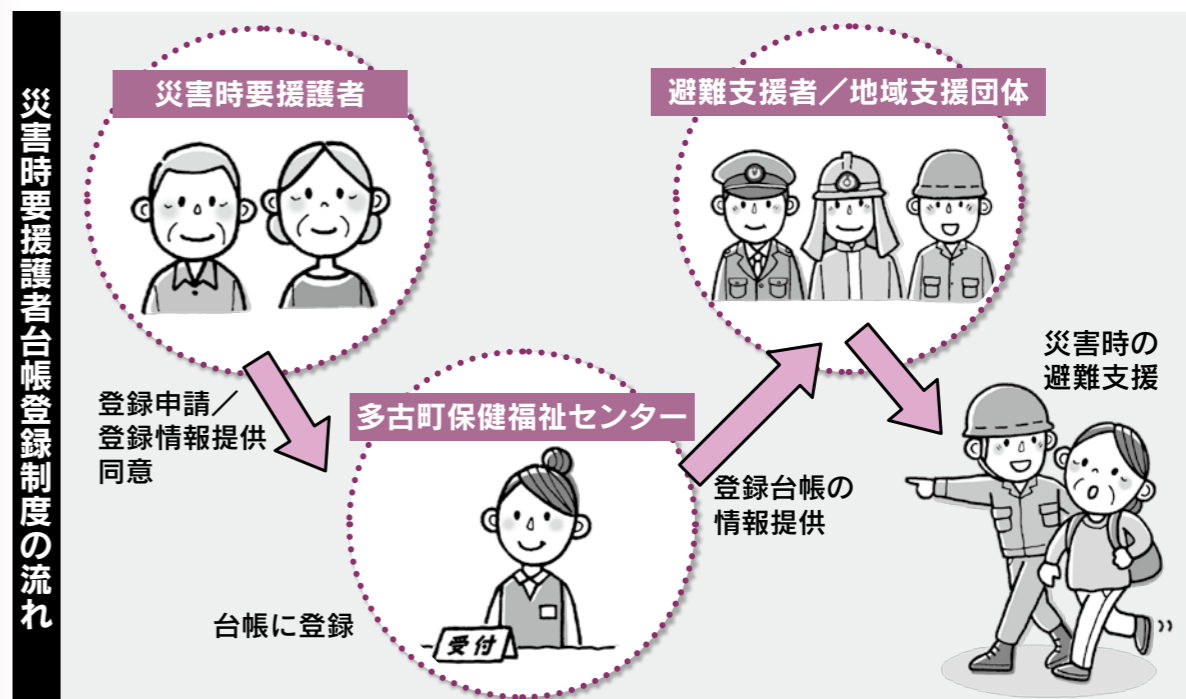 災害時要援護者台帳登録制度の流れ
災害時要援護者
登録申請／
登録情報提供
同意
多古町保健福祉センター
受付
台帳に登録
登録台帳の
情報提供
避難支援者／地域支援団体
災害時の
避難支援